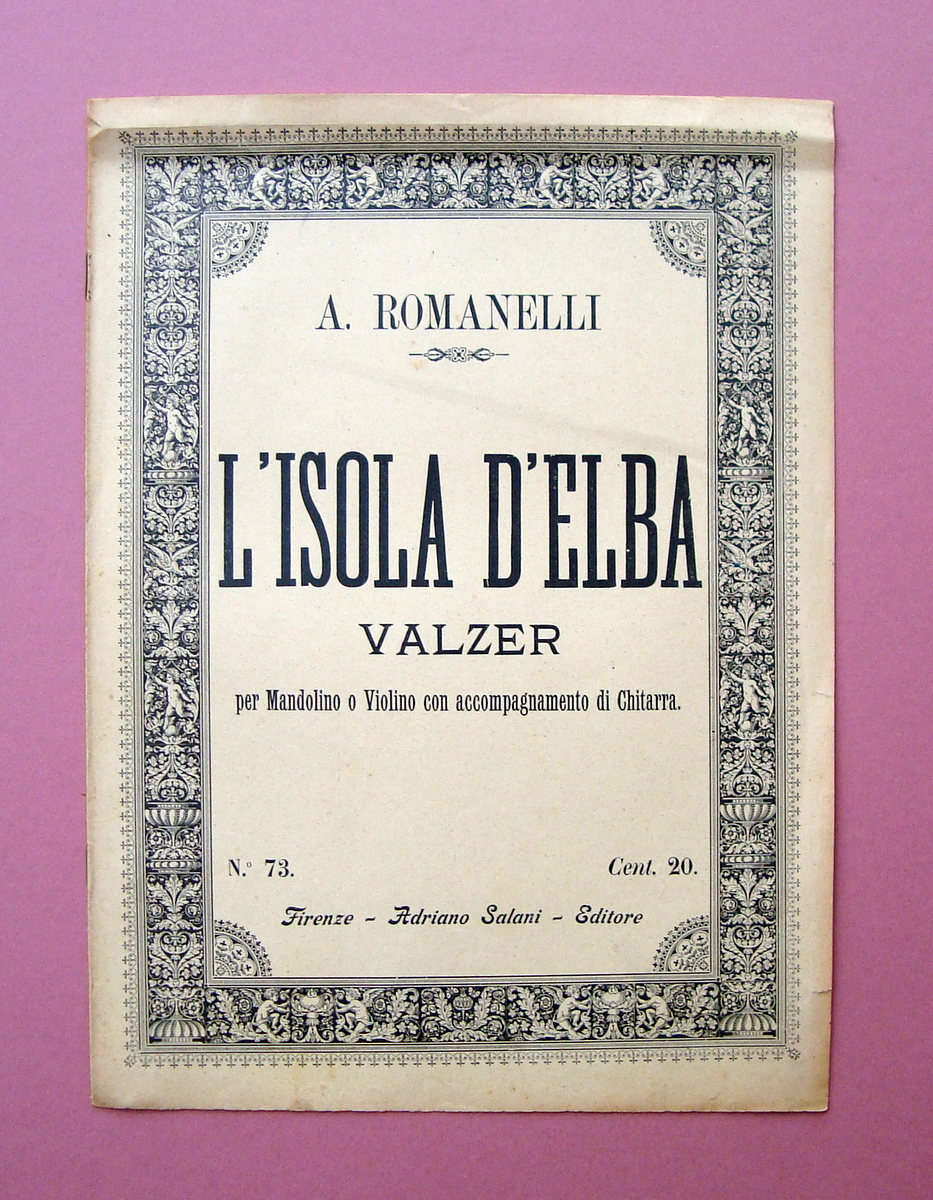 A. ROMANELLI
L'ISOLA D'ELBA
VALZER
per Mandolino o Violino con accompagnamento di Chitarra.
N.º 73.
Cent. 20.
Firenze - Adriano Salani - Editore